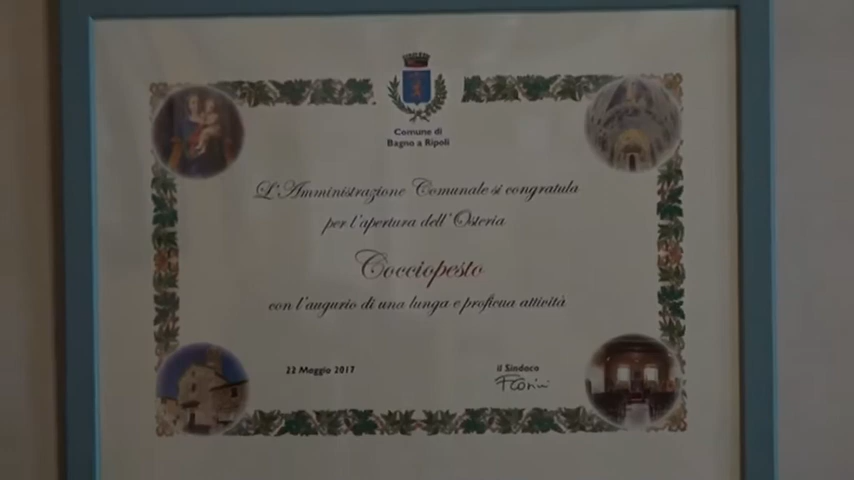 Comune di
Bagno a Ripoli
L'Amministrazione Comunale si congratula
per l'apertura dell'Osteria
Cocciopesto
con l'augurio di una lunga e proficua attività
22 Maggio 2017
il Sindaco